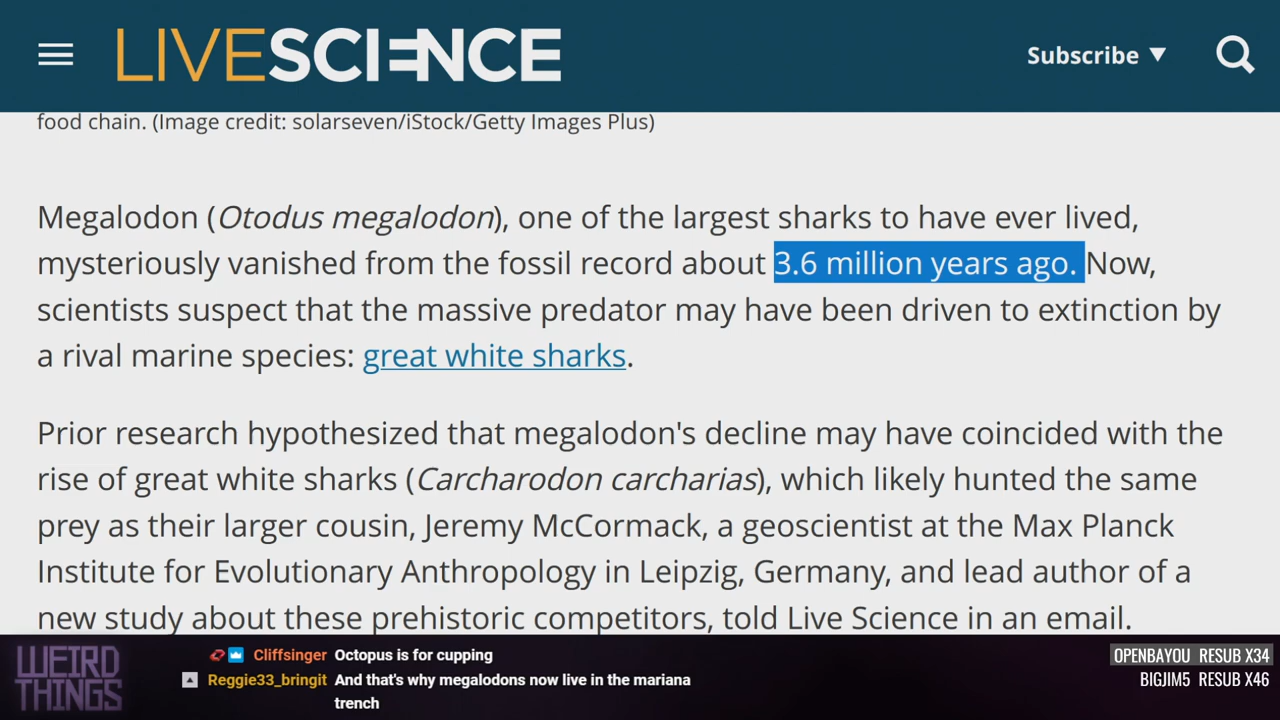 LIVESCIENCE
Subscribe ▼
food chain. (Image credit: solarseven/iStock/Getty Images Plus)
Megalodon (Otodus megalodon), one of the largest sharks to have ever lived,
mysteriously vanished from the fossil record about 3.6 million years ago. Now,
scientists suspect that the massive predator may have been driven to extinction by
a rival marine species: great white sharks.
Prior research hypothesized that megalodon's decline may have coincided with the
rise of great white sharks (Carcharodon carcharias), which likely hunted the same
prey as their larger cousin, Jeremy McCormack, a geoscientist at the Max Planck
Institute for Evolutionary Anthropology in Leipzig, Germany, and lead author of a
new study about these prehistoric competitors, told Live Science in an email.
WEIRD
THINGS
Cliffsinger Octopus is for cupping
Reggie33_bringit And that's why megalodons now live in the mariana
trench
OPENBAYOU RESUB X34
BIGJIM5 RESUB X46